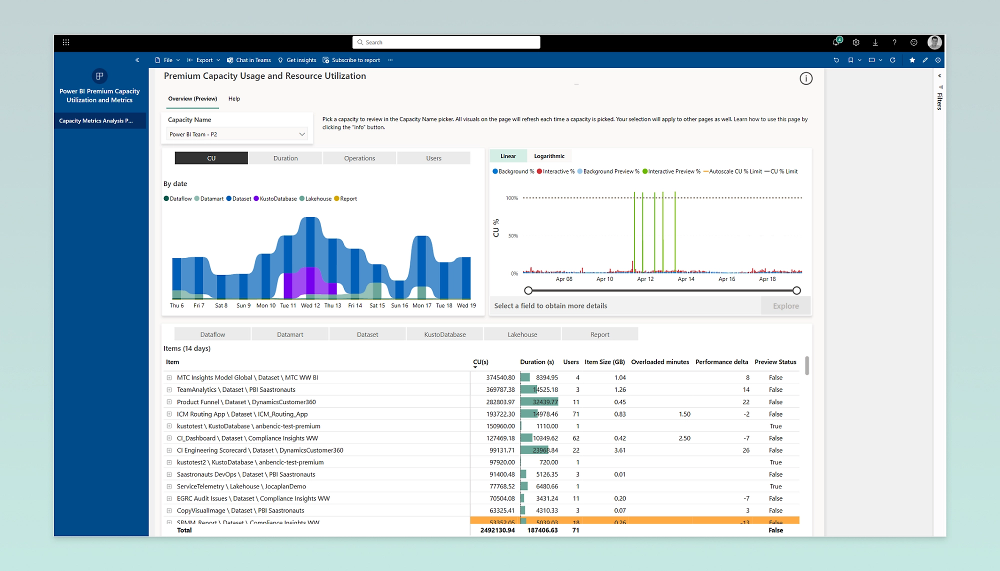 Search
4
File
Export
Chat in Teams
Get insights
Subscribe to report
...
Power BI Premium Capacity
Utilization and Metrics
Capacity Metrics Analysis P...
Premium Capacity Usage and Resource Utilization
Overview (Preview)
Help
Capacity Name
Power BI Team - P2
Pick a capacity to review in the Capacity Name picker. All visuals on the page will refresh each time a capacity is picked. Your selection will apply to other pages as well. Learn how to use this page by
clicking the "info" button.
Filters
CU Duration Operations Users
By date
Dataflow Datamart Dataset KustoDatabase Lakehouse Report
Thu 6 Fri 7 Sat 8 Sun 9 Mon 10 Tue 11 Wed 12 Thu 13 Fri 14 Sat 15 Sun 16 Mon 17 Tue 18 Wed 19
Linear Logarithmic
Background % Interactive % Background Preview % Interactive Preview % Autoscale CU % Limit CU % Limit
CU %
100%
50%
0%
Apr 08 Apr 10 Apr 12 Apr 14 Apr 16 Apr 18
Select a field to obtain more details
Explore
Dataflow Datamart Dataset KustoDatabase Lakehouse Report
Items (14 days)
Item CU(s) Duration (s) Users Item Size (GB) Overloaded minutes Performance delta Preview Status
MTC Insights Model Global \ Dataset \ MTC WW BI 374540.80 8394.95 4 1.04 8 False
TeamAnalytics \ Dataset \ PBI Saastronauts 369787.38 14525.18 3 1.26 14 False
Product Funnel \ Dataset \ DynamicsCustomer360 282803.97 32439.77 11 0.45 22 False
ICM Routing App \ Dataset \ ICM_Routing_App 193722.30 14978.46 71 0.83 1.50 -2 False
kustotest \ KustoDatabase \ anbencic-test-premium 150960.00 1110.00 1 True
CI_Dashboard \ Dataset \ Compliance Insights WW 127469.18 10349.62 62 0.42 2.50 -7 False
CI Engineering Scorecard \ Dataset \ DynamicsCustomer360 99131.71 23968.84 22 3.61 26 False
kustotest2 \ KustoDatabase \ anbencic-test-premium 97920.00 720.00 1 True
Saastronauts DevOps \ Dataset \ PBI Saastronauts 91400.48 5126.35 3 0.01 False
ServiceTelemetry \ Lakehouse \ JocaplanDemo 77768.52 6480.66 1 True
EGRC Audit Issues \ Dataset \ Compliance Insights WW 70504.08 3431.24 11 0.20 -7 False
CopyVisualImage \ Dataset \ PBI Saastronauts 63325.41 4310.33 3 0.07 3 False
SRMM_Report \ Dataset \ Compliance Insights WW 53352.05 5039.03 18 0.26 -13 False
Total 2492130.94 187406.63 71 False